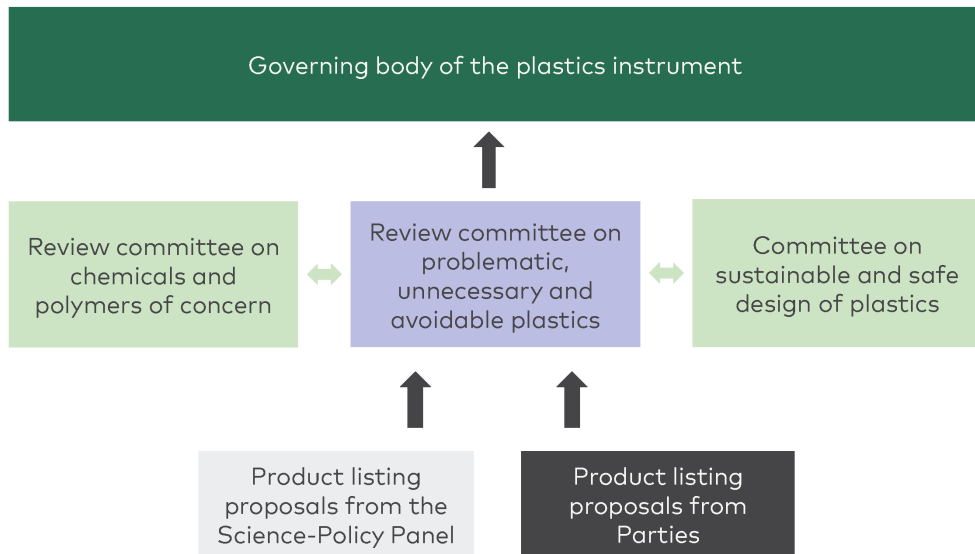 Governing body of the plastics instrument
Review committee on
chemicals and
polymers of concern
Review committee on
problematic,
unnecessary and
avoidable plastics
Committee on
sustainable and safe
design of plastics
Product listing
proposals from the
Science-Policy Panel
Product listing
proposals from
Parties